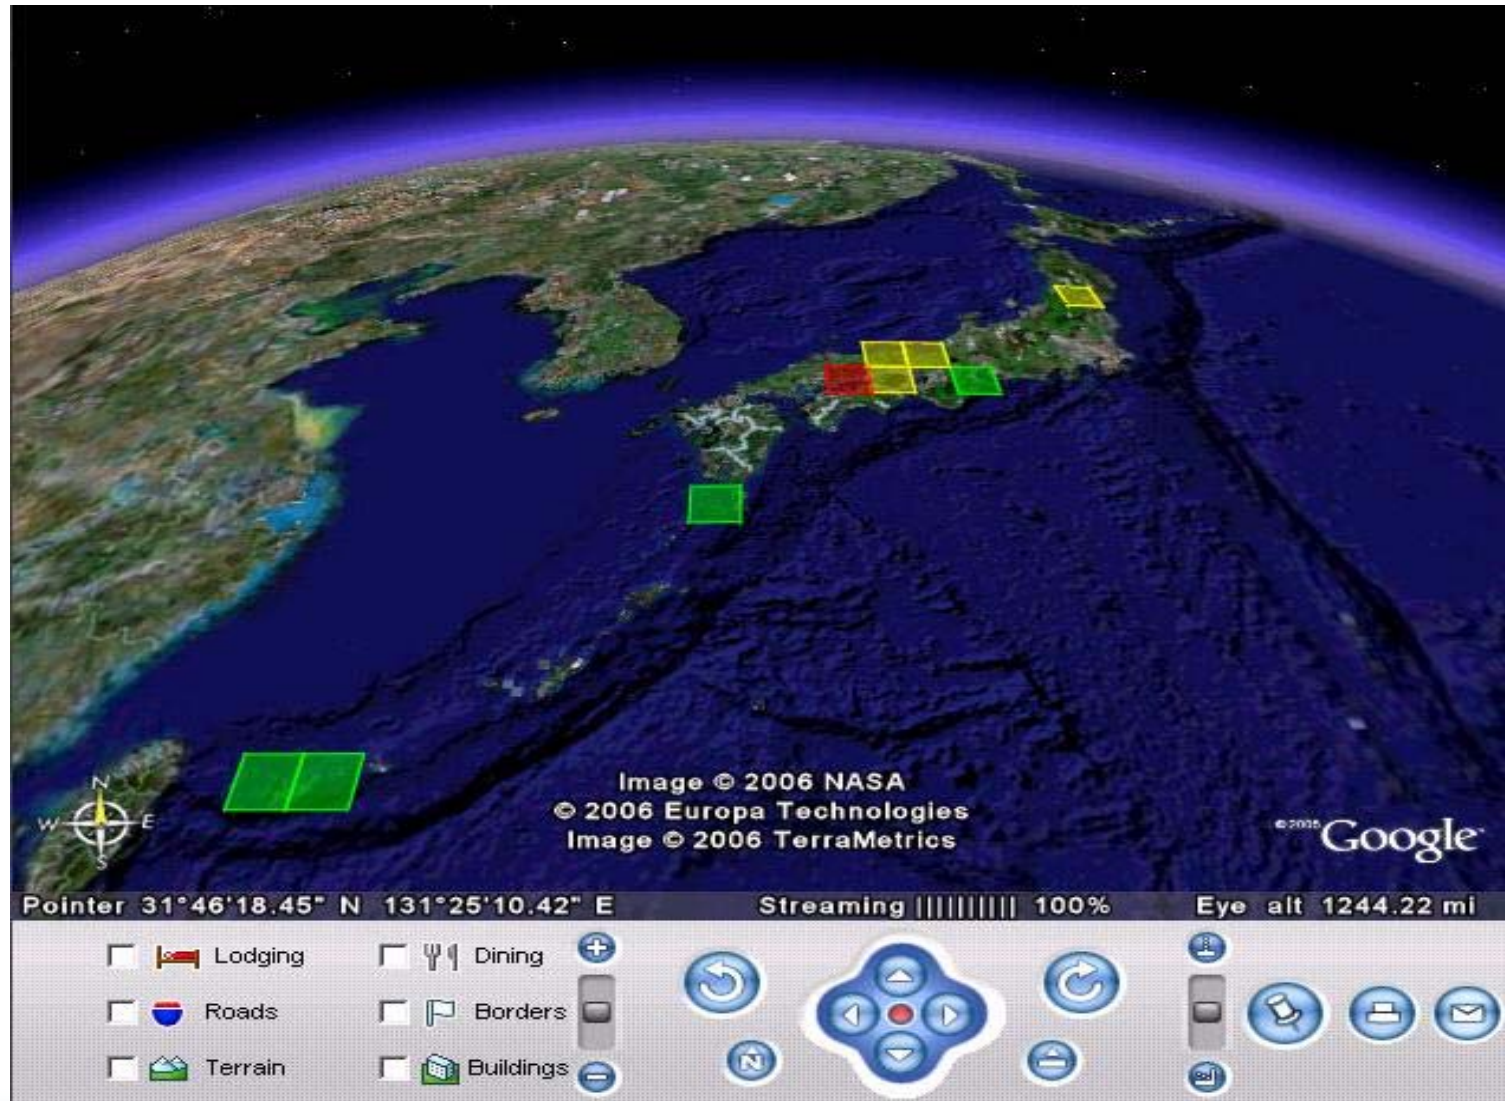 Image © 2006 NASA
© 2006 Europa Technologies
Image © 2006 TerraMetrics
N
W E
S
© 2005 Google
Pointer 31°46'18.45" N 131°25'10.42" E Streaming |||||||||| 100% Eye alt 1244.22 mi
Lodging Dining
Roads Borders
N
Terrain Buildings